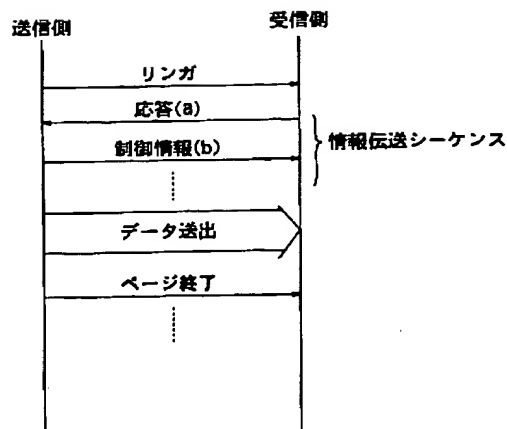 送信側
受信側
リンガ
応答(a)
制御情報(b)
情報伝送シーケンス
データ送出
ページ終了